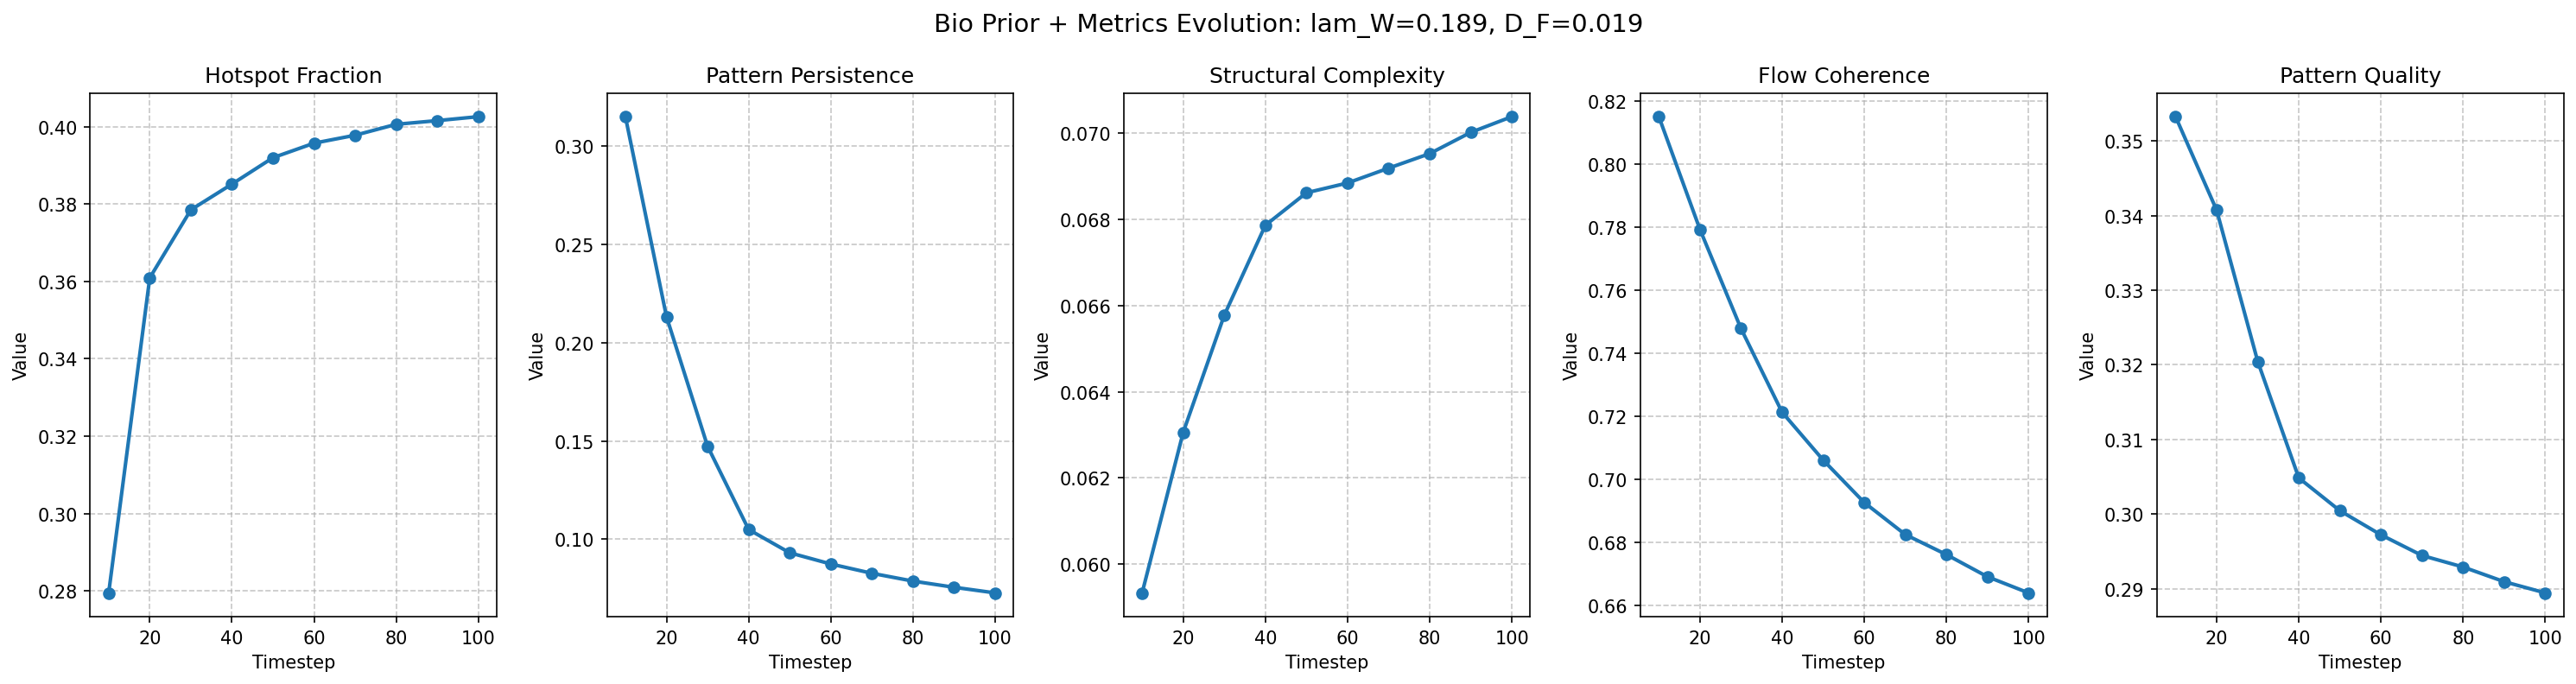 Bio Prior + Metrics Evolution: lam_W=0.189, D_F=0.019
Hotspot Fraction
Value
0.40
0.38
0.36
0.34
0.32
0.30
0.28
20 40 60 80 100
Timestep
Pattern Persistence
Value
0.30
0.25
0.20
0.15
0.10
20 40 60 80 100
Timestep
Structural Complexity
Value
0.070
0.068
0.066
0.064
0.062
0.060
20 40 60 80 100
Timestep
Flow Coherence
Value
0.82
0.80
0.78
0.76
0.74
0.72
0.70
0.68
0.66
20 40 60 80 100
Timestep
Pattern Quality
Value
0.35
0.34
0.33
0.32
0.31
0.30
0.29
20 40 60 80 100
Timestep